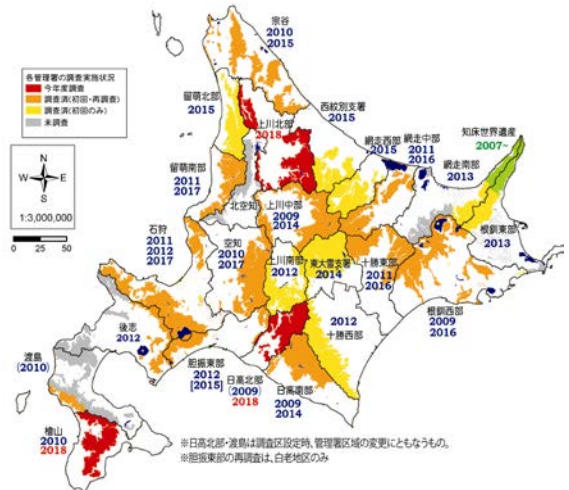 宗谷
2010
2015
各管理署の調査実施状況
今年度調査
調査済(初回・再調査)
調査済(初回のみ)
未調査
留萌北部
2015
上川北部
2018
西紋別支署
2015
網走西部
2015
網走中部
2011
2016
知床世界遺産
2007~
網走南部
2013
N
W
E
S
1:3,000,000
0
25
50
留萌南部
2011
2017
北空知
上川中部
2009
2014
根釧東部
2013
石狩
2011
2012
2017
空知
2010
2017
上川南部
2012
東大雪支署
2014
十勝東部
2011
2016
根釧西部
2009
2016
2012
十勝西部
後志
2012
渡島
(2010)
胆振東部
2012
[2015]
日高北部
(2009)
2018
日高南部
2009
2014
檜山
2010
2018
※日高北部・渡島は調査区設定時、管理署区域の変更にともなうもの。
※胆振東部の再調査は、白老地区のみ